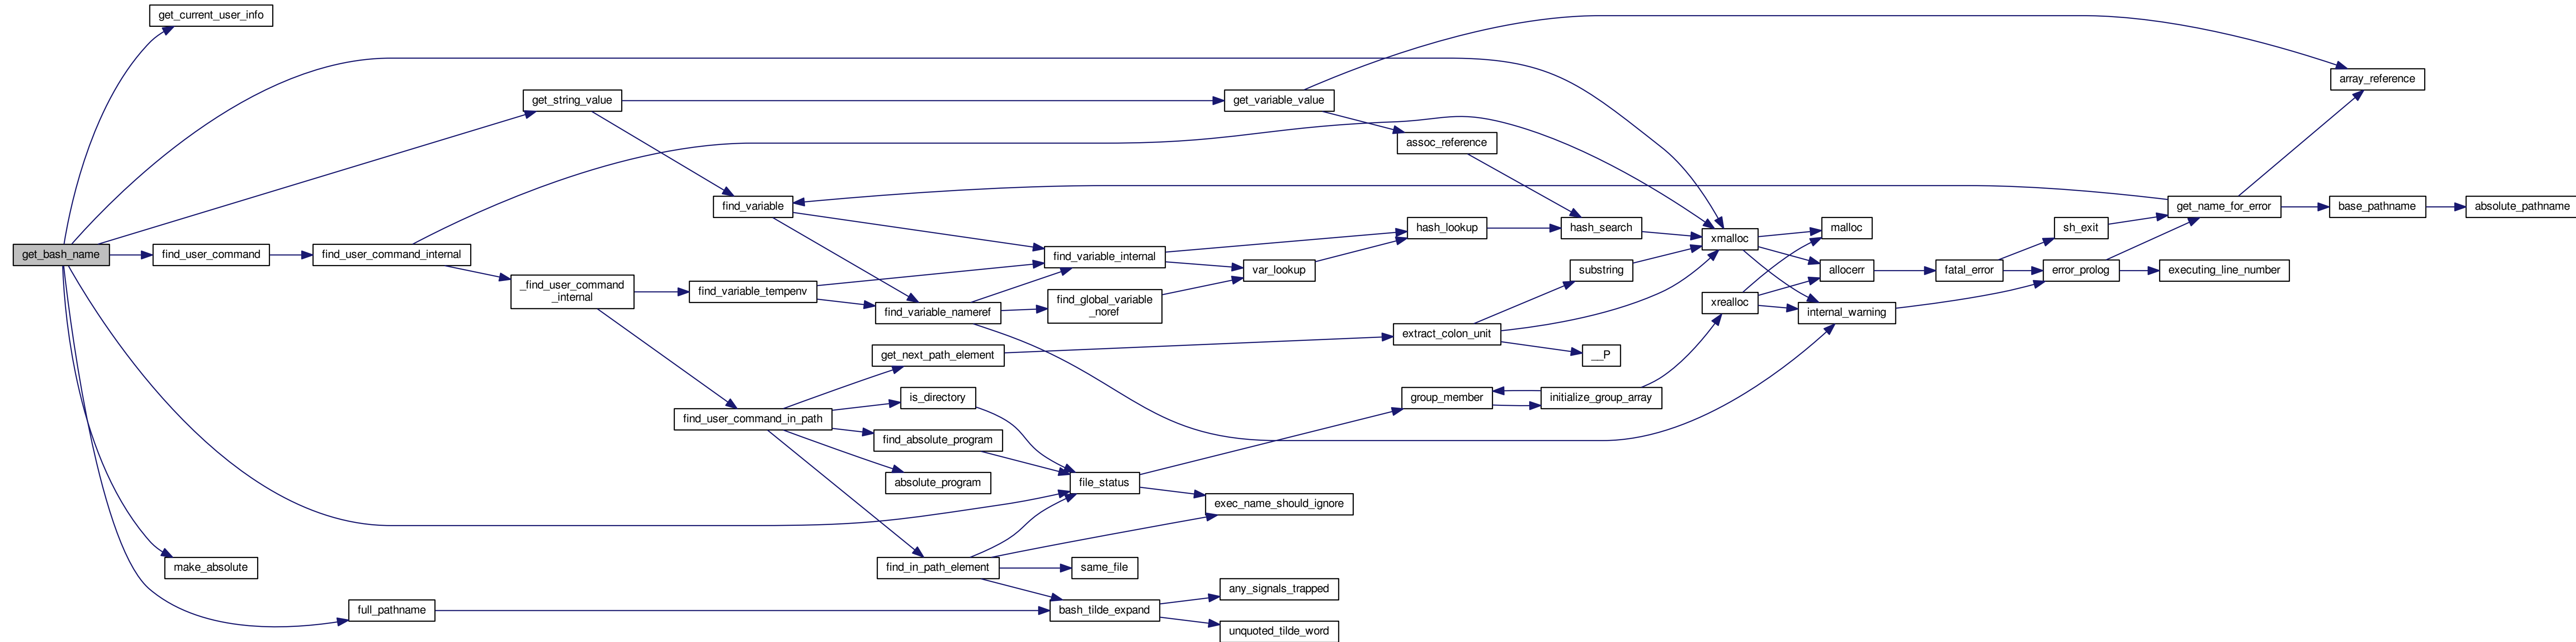 get_current_user_info
array_reference
get_string_value
get_variable_value
assoc_reference
find_variable
get_name_for_error
base_pathname
absolute_pathname
hash_lookup
hash_search
sh_exit
malloc
xmalloc
get_bash_name
find_user_command
find_user_command_internal
find_variable_internal
var_lookup
substring
allocerr
fatal_error
error_prolog
executing_line_number
_find_user_command
_internal
find_variable_tempenv
find_variable_nameref
find_global_variable
_noref
xrealloc
internal_warning
extract_colon_unit
get_next_path_element
__P
is_directory
group_member
initialize_group_array
find_user_command_in_path
find_absolute_program
absolute_program
file_status
exec_name_should_ignore
make_absolute
find_in_path_element
same_file
any_signals_trapped
full_pathname
bash_tilde_expand
unquoted_tilde_word